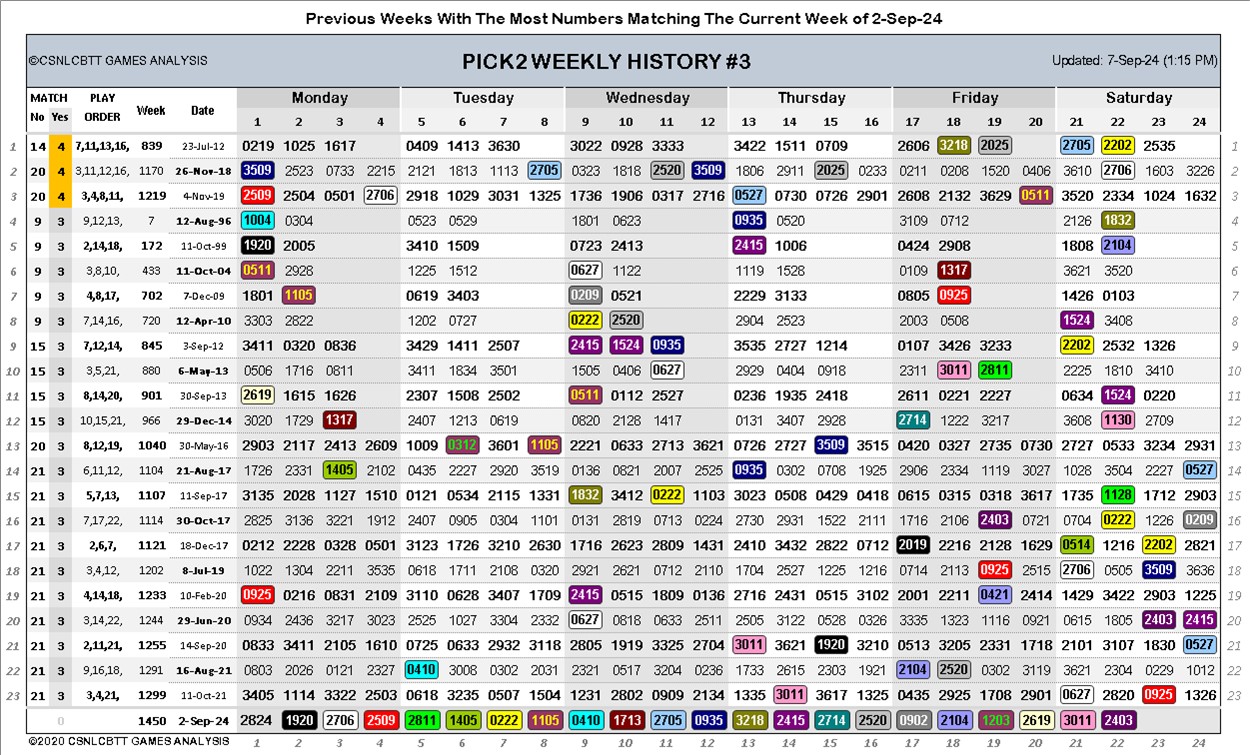 Previous Weeks With The Most Numbers Matching The Current Week of 2-Sep-24
©CSNLCBTT GAMES ANALYSIS PICK2 WEEKLY HISTORY #3 Updated: 7-Sep-24 (1:15 PM)
MATCH PLAY Week Date Monday Tuesday Wednesday Thursday Friday Saturday
No Yes ORDER 1 2 3 4 5 6 7 8 9 10 11 12 13 14 15 16 17 18 19 20 21 22 23 24
1 14 4 7,11,13,16, 839 23-Jul-12 0219 1025 1617 0409 1413 3630 3022 0928 3333 3422 1511 0709 2606 3218 2025 2705 2202 2535 1
2 20 4 3,11,12,16, 1170 26-Nov-18 3509 2523 0733 2215 2121 1813 1113 2705 0323 1818 2520 3509 2206 1815 2025 0233 0211 0208 1520 0406 3610 2706 1603 3226 2
3 20 4 3,4,8,11, 1219 4-Nov-19 2509 2504 0501 2706 2918 1029 3031 1325 1736 1906 0317 2716 0527 0730 0726 2901 2608 2132 3629 0511 3520 2334 1024 1632 3
4 9 3 9,12,13, 7 12-Aug-96 1004 0304 0523 0529 1801 0623 0935 0520 3109 0712 2126 1832 4
5 9 3 2,14,18, 172 11-Oct-99 1920 2005 3410 1509 0723 2413 2415 1006 0424 2908 1808 2104 5
6 9 3 3,8,10, 433 11-Oct-04 0511 2928 1225 1512 0627 1122 1119 1528 0109 1317 3621 3520 6
7 9 3 4,8,17, 702 7-Dec-09 1801 1105 0619 3403 0209 0521 2229 3133 0805 0925 1426 0103 7
8 9 3 7,14,16, 720 12-Apr-10 3303 2822 1202 0727 0222 2520 2904 2523 2003 0508 1524 3408 8
9 15 3 7,12,14, 845 3-Sep-12 3411 0320 0836 3429 1411 2507 2415 1524 0935 3535 2727 1214 0107 3426 3233 2202 2532 1326 9
10 15 3 3,5,21, 880 6-May-13 0506 1716 0811 3411 1834 3501 1505 0406 0627 2929 0404 0918 2311 3011 2811 2225 1810 3410 10
11 15 3 8,14,20, 901 30-Sep-13 2619 1615 1626 2307 1508 2502 0511 0112 2527 0236 1935 2418 2611 0221 2227 0634 1524 0220 11
12 15 3 10,15,21, 966 29-Dec-14 3020 1729 1317 2407 1213 0619 0820 2128 1417 0131 3407 2928 2714 1222 3217 0832 1130 2709 12
13 20 3 8,12,19, 1040 30-May-16 2903 2117 2413 2609 1009 0312 3601 1105 2221 0633 2713 3621 0726 2727 3509 3515 0420 0327 2735 0730 2727 0533 3234 2931 13
14 21 3 6,11,12, 1104 21-Aug-17 1726 2331 1405 2102 0435 2227 2920 3519 0136 0821 2007 2525 0935 0302 0708 1925 2906 2334 1119 3027 1028 3504 2227 0527 14
15 21 3 5,7,13, 1107 11-Sep-17 3135 2028 1127 1510 0121 0534 2115 1331 1832 3412 0222 1103 3023 0508 0429 0418 0615 0315 0318 3617 1735 1128 1712 2903 15
16 21 3 7,17,22, 1114 30-Oct-17 2825 3136 3221 1912 2407 0905 0304 1101 0131 2819 0713 0224 2730 2931 1522 2111 1716 2106 2403 0721 0704 0222 1226 0209 16
17 21 3 2,6,7, 1121 18-Dec-17 0212 2228 0328 0501 3123 1726 3210 2630 1716 2623 2809 1431 2410 3432 2822 0712 2019 2216 2128 1629 0514 1216 2202 2821 17
18 21 3 3,4,12, 1202 8-Jul-19 1022 1304 2211 3535 0618 1711 2108 0320 2921 2621 0712 2110 1704 2527 1225 1216 0714 2113 0925 2515 2706 0505 3509 3636 18
19 21 3 4,14,18, 1233 10-Feb-20 0925 0216 0831 2109 3110 0628 3407 1709 2415 0515 1809 0136 2716 2431 0515 3102 2001 2211 0421 2414 1429 3422 2903 1225 19
20 21 3 3,14,22, 1244 29-Jun-20 0934 2436 3217 3023 2525 1027 3304 2332 0627 0818 0633 2511 2505 3122 0528 0536 3335 1323 1116 0921 0615 1805 2403 2415 20
21 21 3 2,11,21, 1255 14-Sep-20 0833 3411 2105 1610 0725 0633 2932 3118 2805 1919 3325 2704 3011 3621 1920 3210 0513 3205 2331 1718 2101 3107 1830 0527 21
22 21 3 9,16,18, 1291 16-Aug-21 0803 2026 0121 2327 0410 3008 0302 2031 2321 0517 3204 0236 1733 2615 2303 1921 2104 2520 0302 3119 3621 2304 0229 1012 22
23 21 3 3,4,21, 1299 11-Oct-21 3405 1114 3322 2503 0618 3235 0507 1504 1231 2802 0909 2134 1335 3011 3617 1325 0435 2925 1708 2901 0627 2820 0925 1326 23
0 1450 2-Sep-24 2824 1920 2706 2509 2811 1405 0222 1105 0410 1713 2705 0935 3218 2415 2714 2520 0902 2104 1203 2619 3011 2403
©2020 CSNLCBTT GAMES ANALYSIS 1 2 3 4 5 6 7 8 9 10 11 12 13 14 15 16 17 18 19 20 21 22 23 24